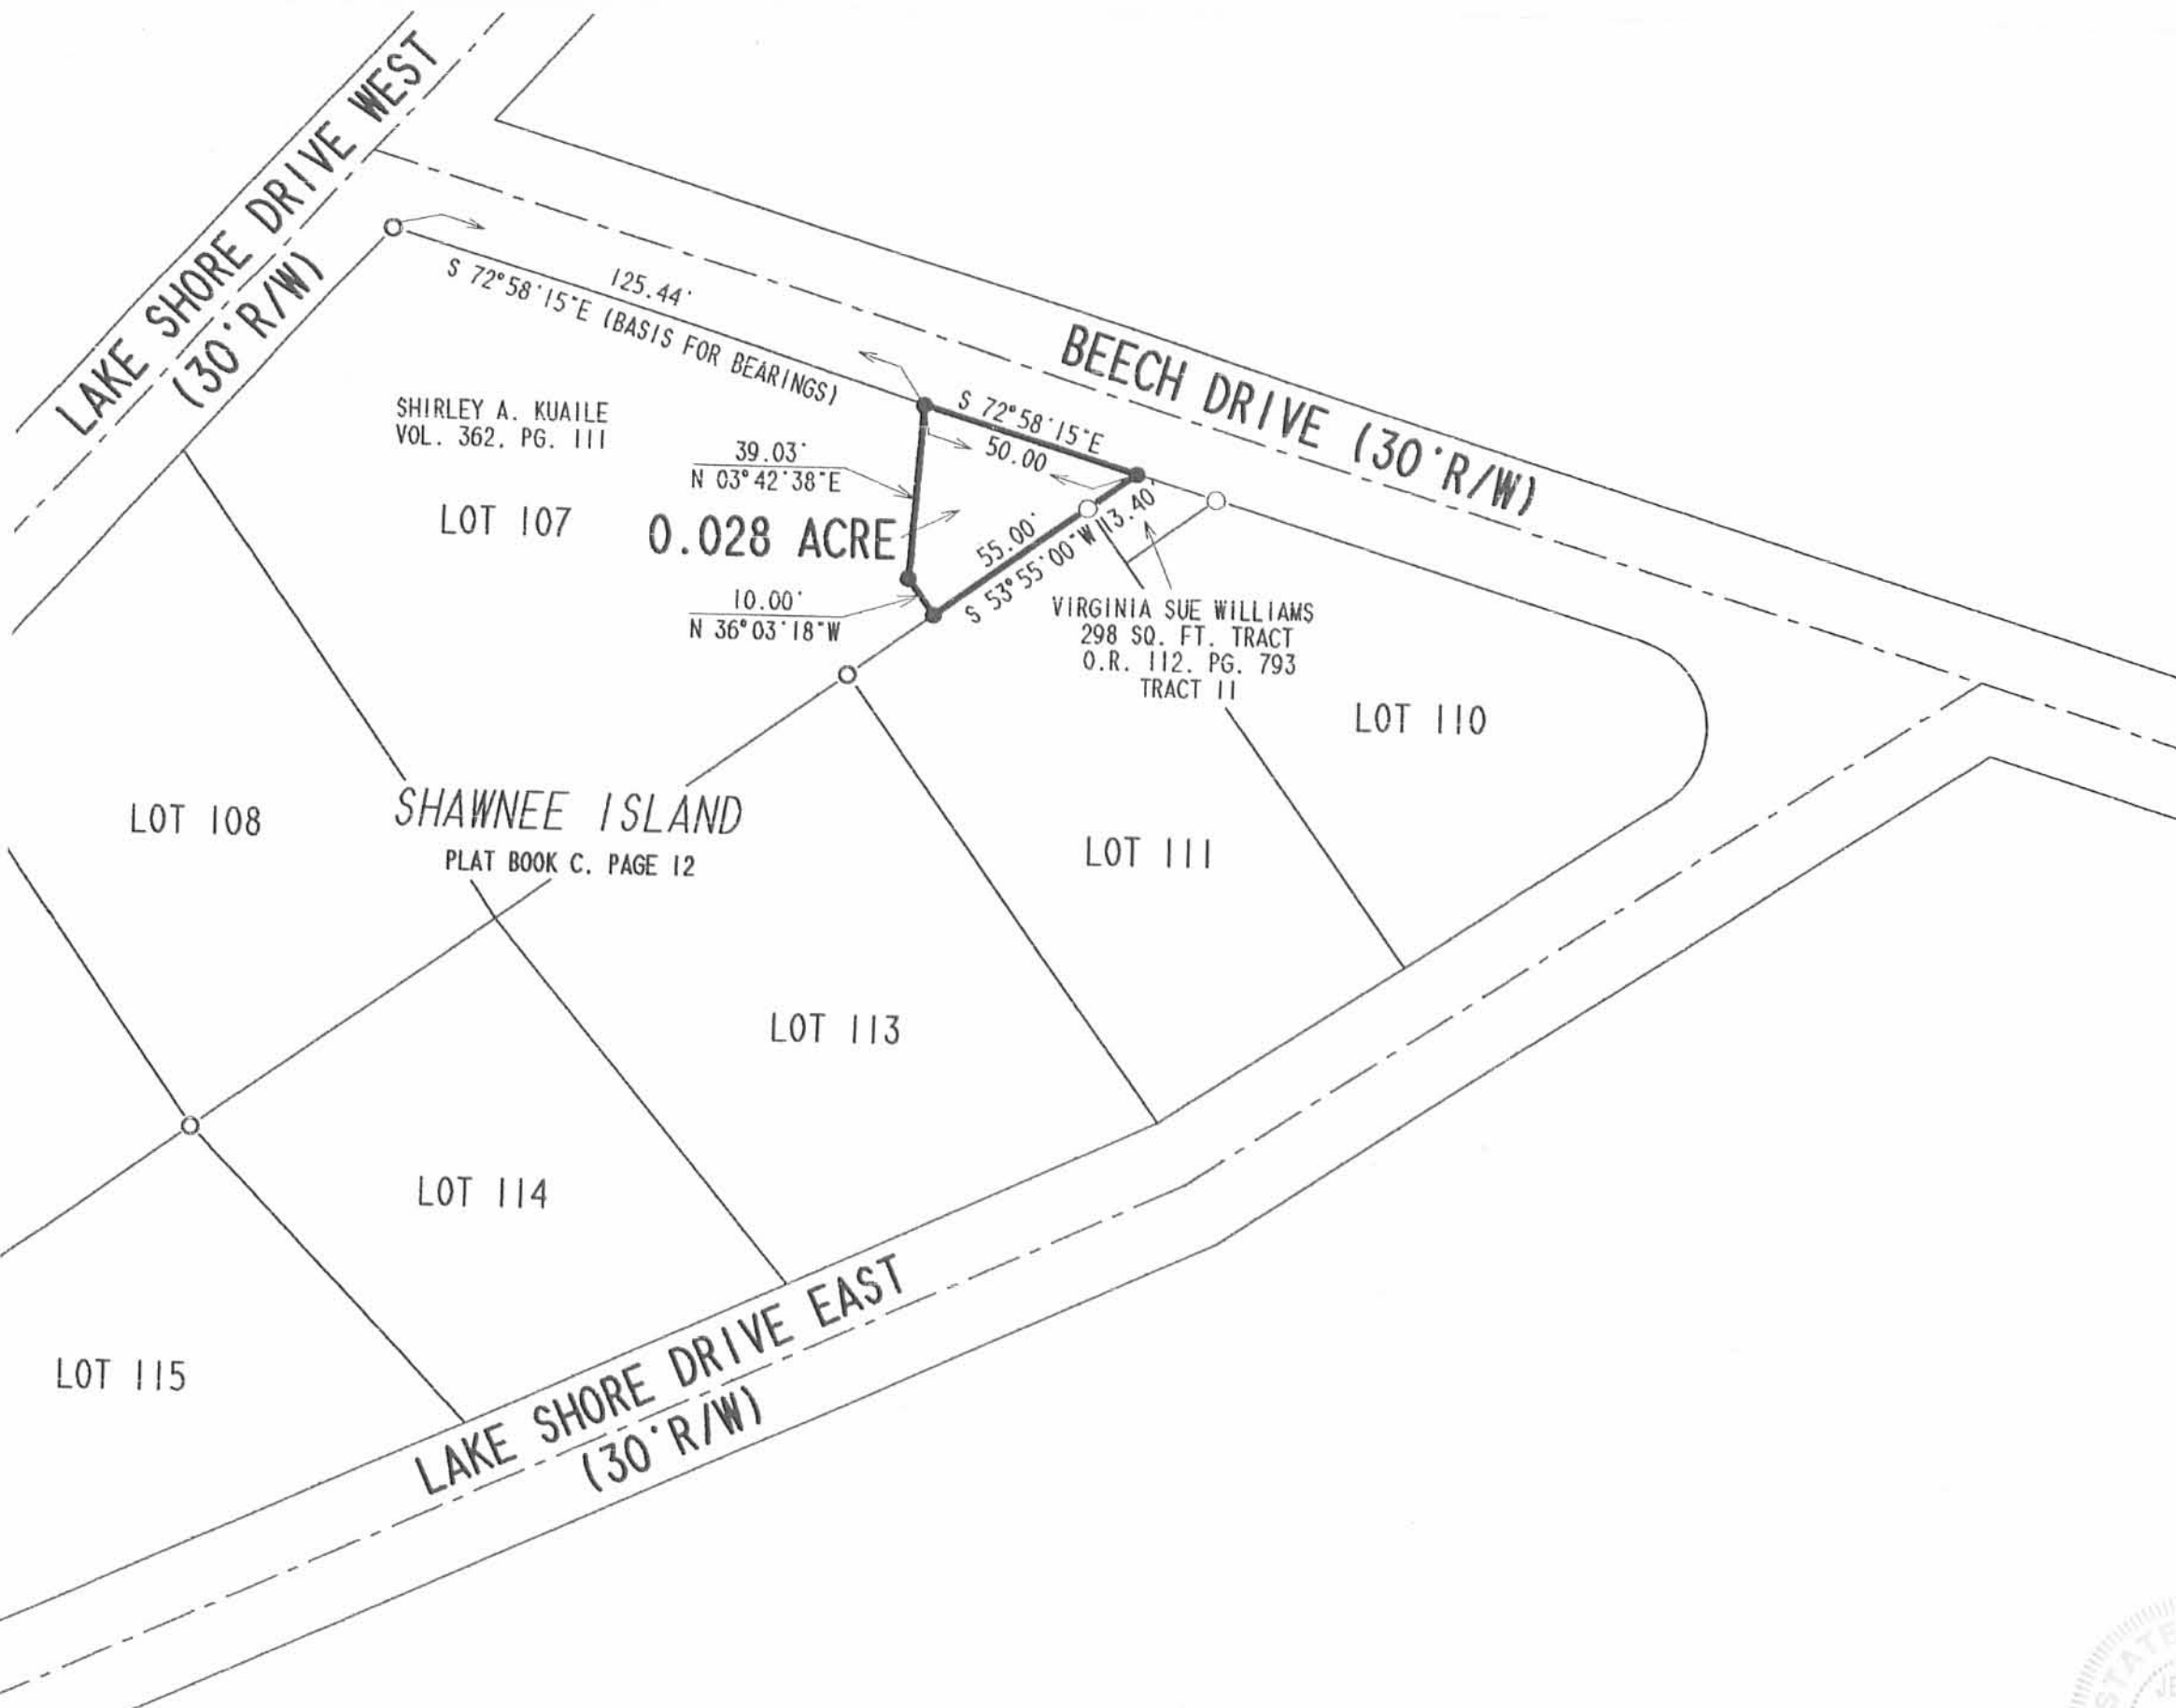 LAKE SHORE DRIVE WEST
(30'R/W)
125.44'
S 72°58'15"E (BASIS FOR BEARINGS)
BEECH DRIVE (30'R/W)
SHIRLEY A. KUAILE
VOL. 362. PG. 111
S 72°58'15"E
50.00
39.03'
N 03°42'38"E
LOT 107
0.028 ACRE
55.00'
13.40'
S 53°55'00"W
10.00'
N 36°03'18"W
VIRGINIA SUE WILLIAMS
298 SQ. FT. TRACT
O.R. 112. PG. 793
TRACT II
LOT 110
LOT 108
SHAWNEE ISLAND
PLAT BOOK C. PAGE 12
LOT 111
LOT 113
LOT 114
LOT 115
LAKE SHORE DRIVE EAST
(30'R/W)
STATE